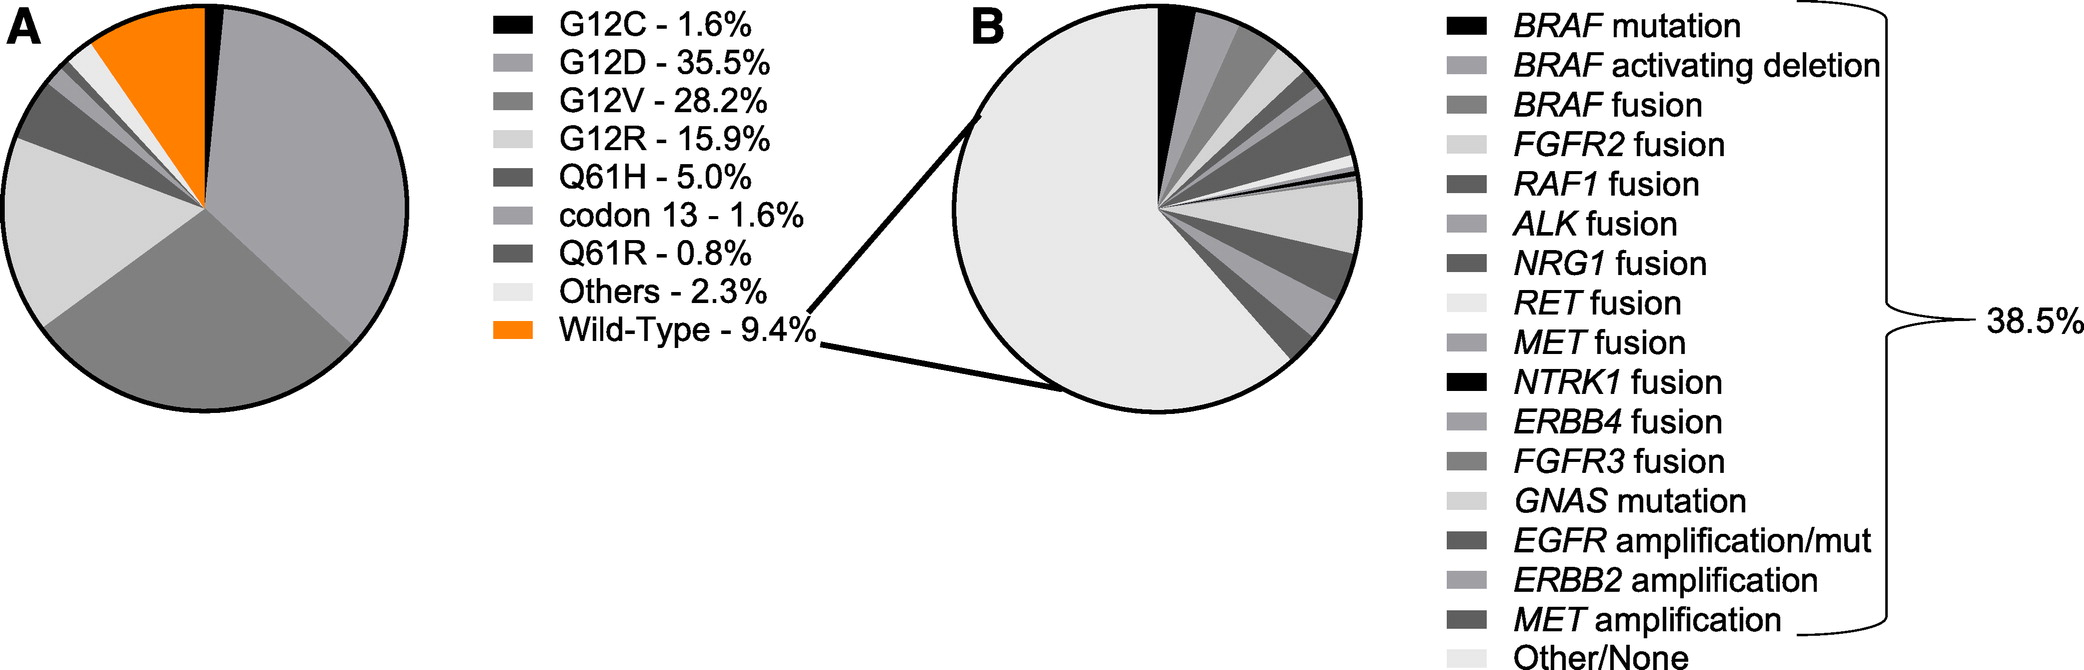 A
G12C - 1.6%
G12D - 35.5%
G12V - 28.2%
G12R - 15.9%
Q61H - 5.0%
codon 13 - 1.6%
Q61R - 0.8%
Others - 2.3%
Wild-Type - 9.4%
B
BRAF mutation
BRAF activating deletion
BRAF fusion
FGFR2 fusion
RAF1 fusion
ALK fusion
NRG1 fusion
RET fusion
MET fusion
NTRK1 fusion
ERBB4 fusion
FGFR3 fusion
GNAS mutation
EGFR amplification/mut
ERBB2 amplification
MET amplification
Other/None
38.5%